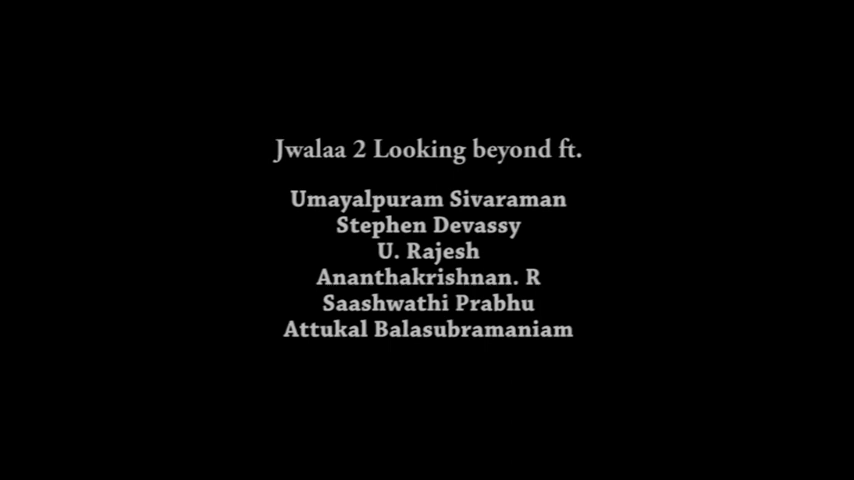 Jwalaa 2 Looking beyond ft.
Umayalpuram Sivaraman
Stephen Devassy
U. Rajesh
Ananthakrishnan. R
Saashwathi Prabhu
Attukal Balasubramaniam